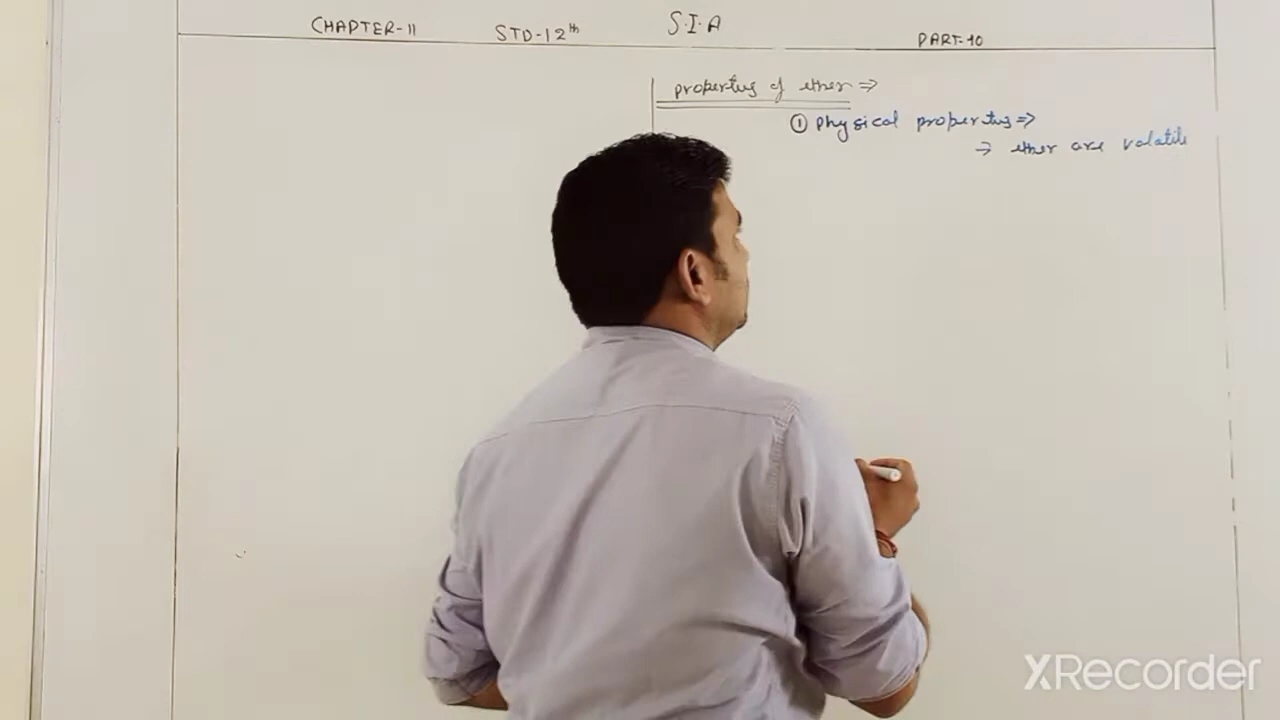 CHAPTER-11 STD-12th S.I.A PART-10
properties of ether ⇒
① physical properties ⇒
→ ether are volatile
XRecorder